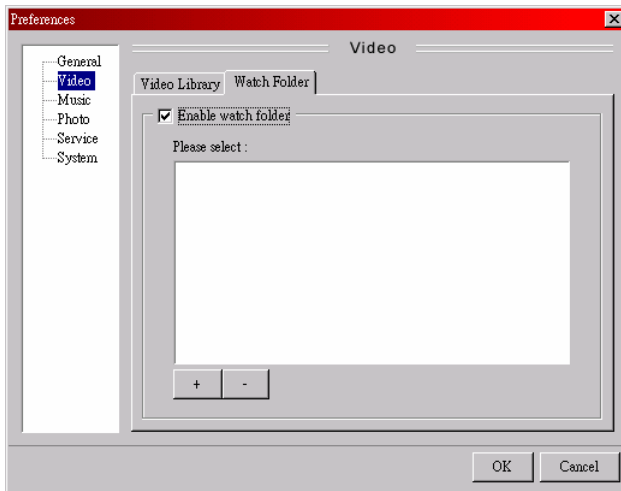 Preferences
General
Video
Music
Photo
Service
System
Video
Video Library
Watch Folder
Enable watch folder
Please select :
+
-
OK
Cancel